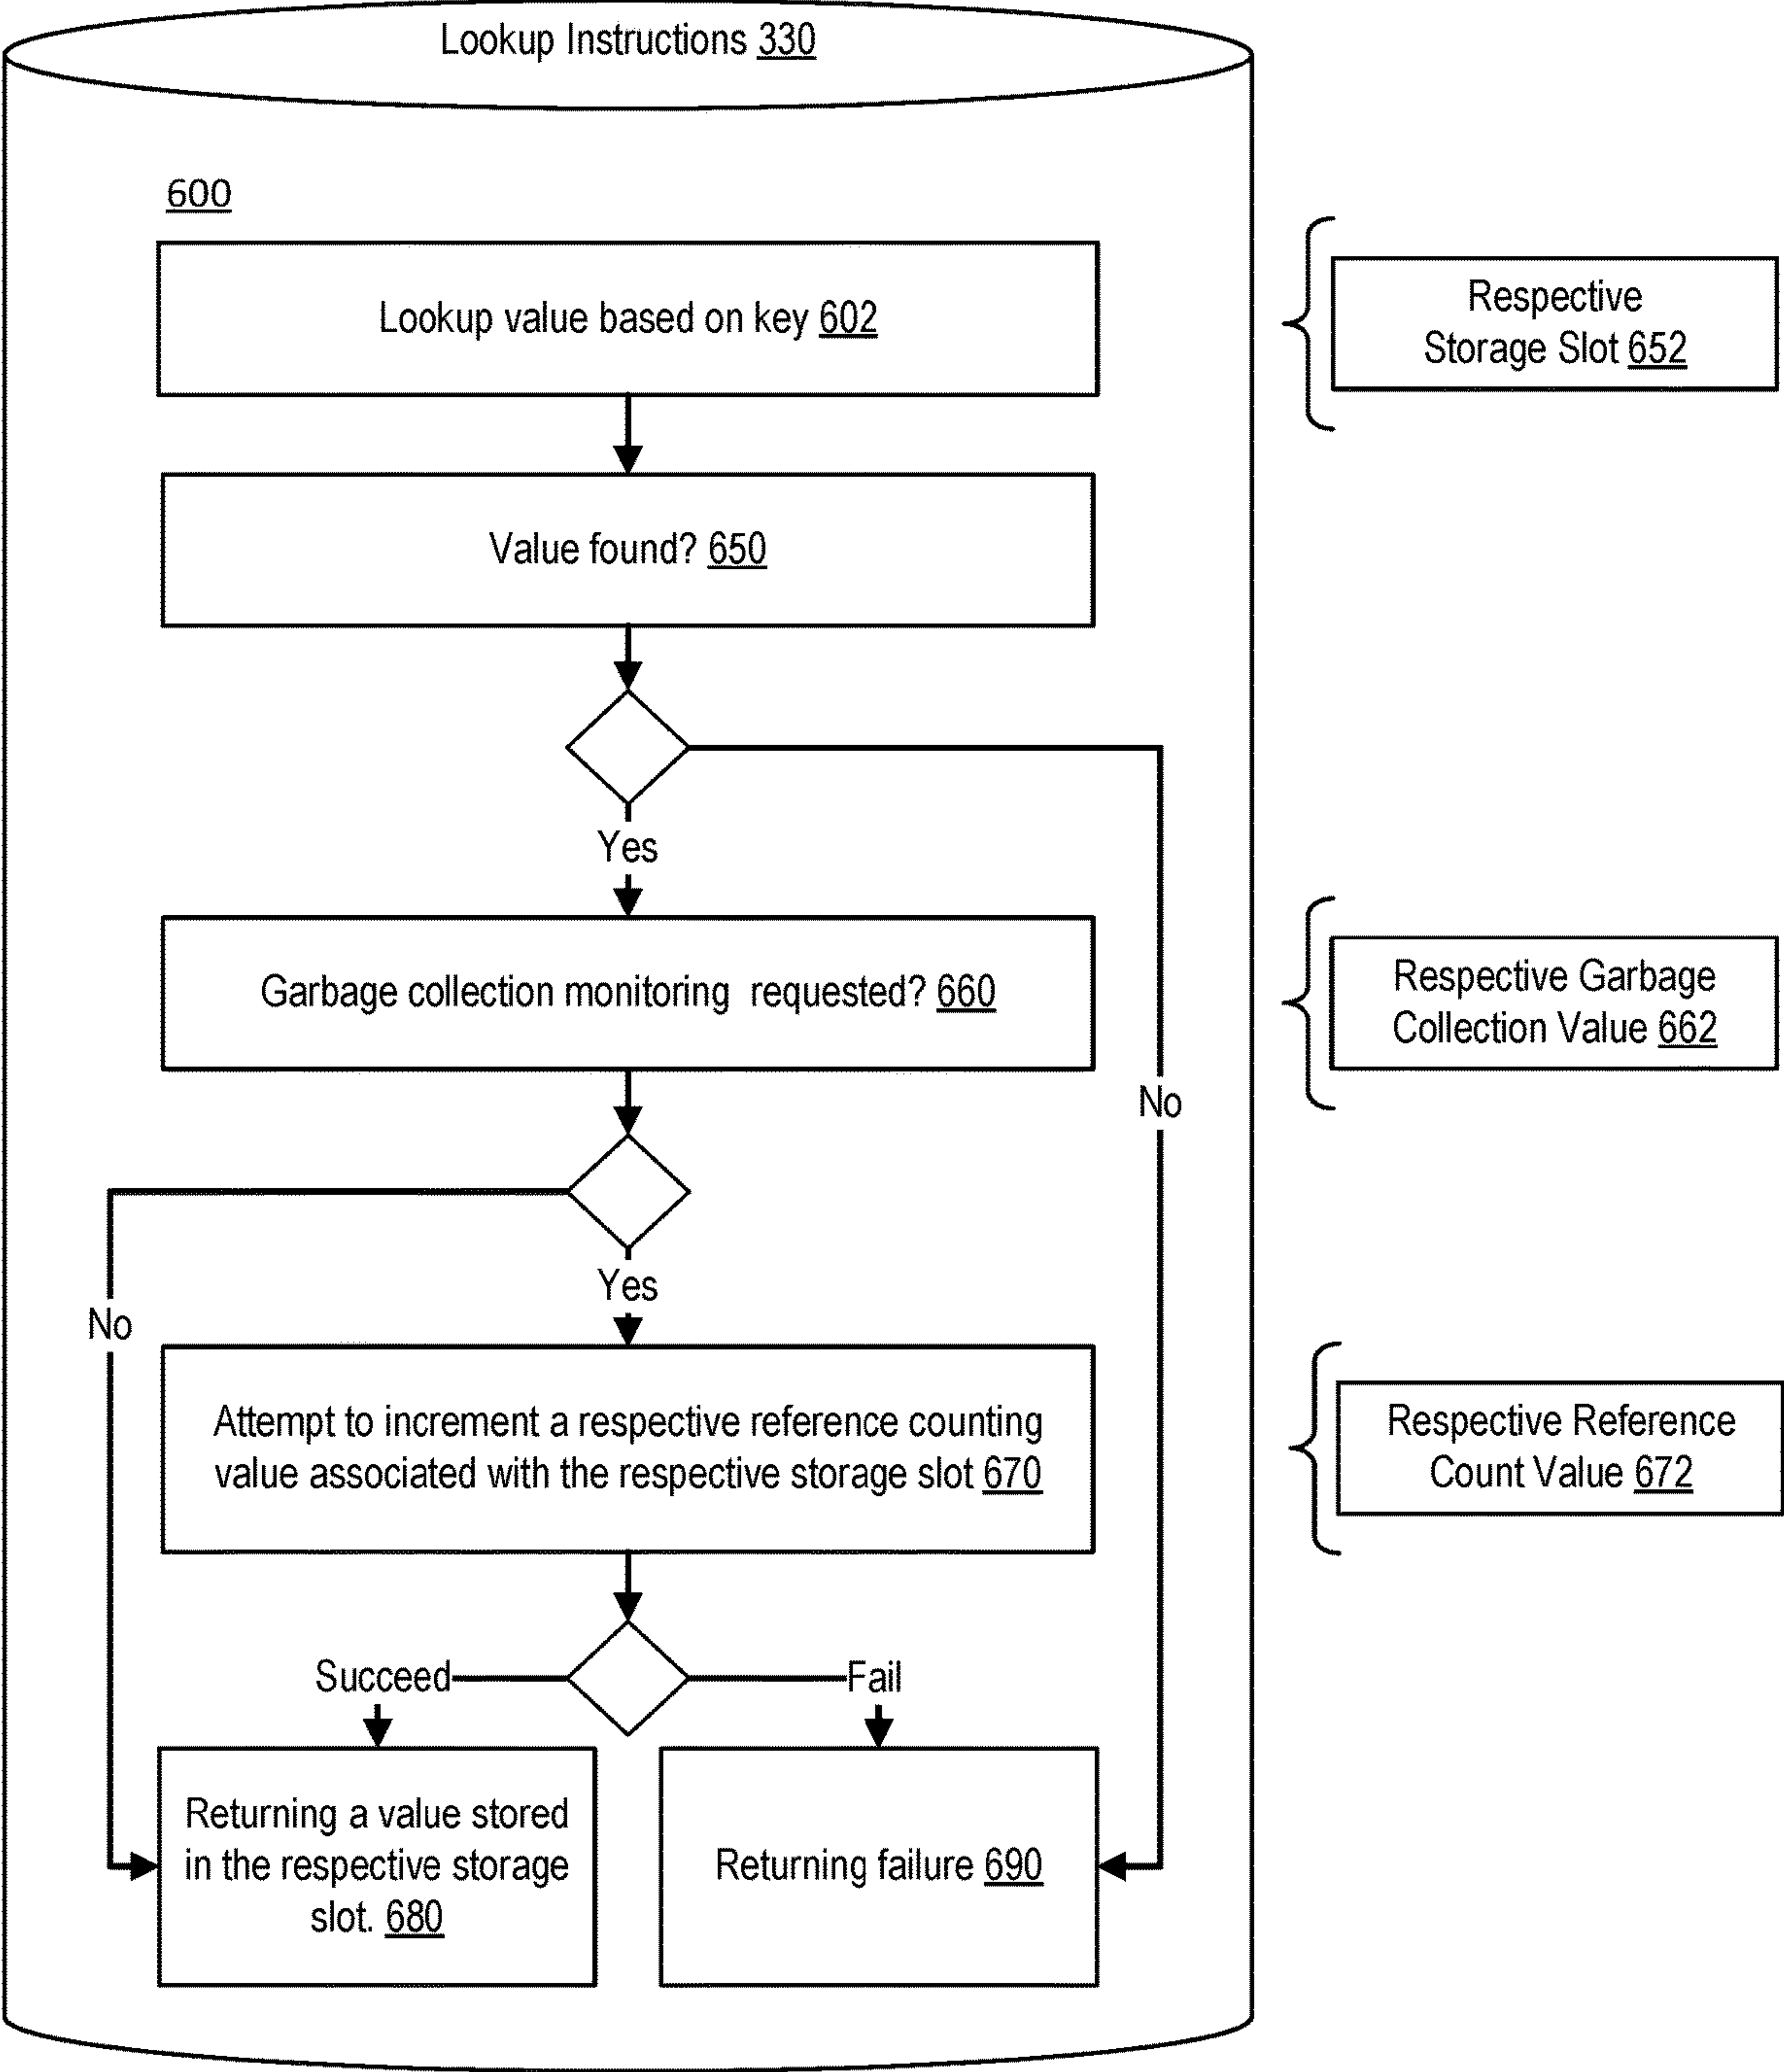 Lookup Instructions 330
600
Lookup value based on key 602
Respective
Storage Slot 652
Value found? 650
Yes
Garbage collection monitoring requested? 660
Respective Garbage
Collection Value 662
No
Yes
No
Attempt to increment a respective reference counting
value associated with the respective storage slot 670
Respective Reference
Count Value 672
Succeed
Fail
Returning a value stored
in the respective storage
slot. 680
Returning failure 690